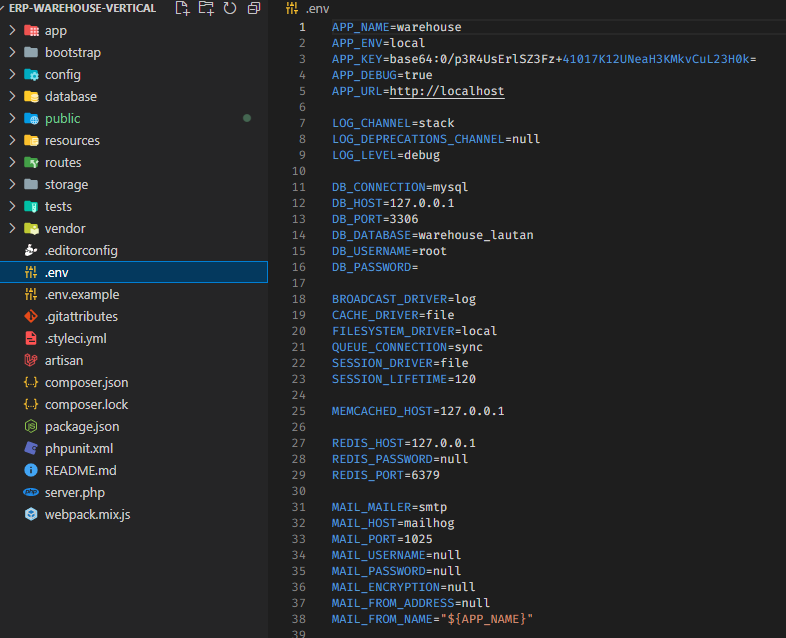 ERP-WAREHOUSE-VERTICAL
app
bootstrap
config
database
public
resources
routes
storage
tests
vendor
.editorconfig
.env
.env.example
.gitattributes
.styleci.yml
artisan
composer.json
composer.lock
package.json
phpunit.xml
README.md
server.php
webpack.mix.js
.env
1 APP_NAME=warehouse
2 APP_ENV=local
3 APP_KEY=base64:0/p3R4UsErlSZ3Fz+41017K12UNeaH3KMkvCuL23H0k=
4 APP_DEBUG=true
5 APP_URL=http://localhost
6
7 LOG_CHANNEL=stack
8 LOG_DEPRECATIONS_CHANNEL=null
9 LOG_LEVEL=debug
10
11 DB_CONNECTION=mysql
12 DB_HOST=127.0.0.1
13 DB_PORT=3306
14 DB_DATABASE=warehouse_lautan
15 DB_USERNAME=root
16 DB_PASSWORD=
17
18 BROADCAST_DRIVER=log
19 CACHE_DRIVER=file
20 FILESYSTEM_DRIVER=local
21 QUEUE_CONNECTION=sync
22 SESSION_DRIVER=file
23 SESSION_LIFETIME=120
24
25 MEMCACHED_HOST=127.0.0.1
26
27 REDIS_HOST=127.0.0.1
28 REDIS_PASSWORD=null
29 REDIS_PORT=6379
30
31 MAIL_MAILER=smtp
32 MAIL_HOST=mailhog
33 MAIL_PORT=1025
34 MAIL_USERNAME=null
35 MAIL_PASSWORD=null
36 MAIL_ENCRYPTION=null
37 MAIL_FROM_ADDRESS=null
38 MAIL_FROM_NAME="${APP_NAME}"
39